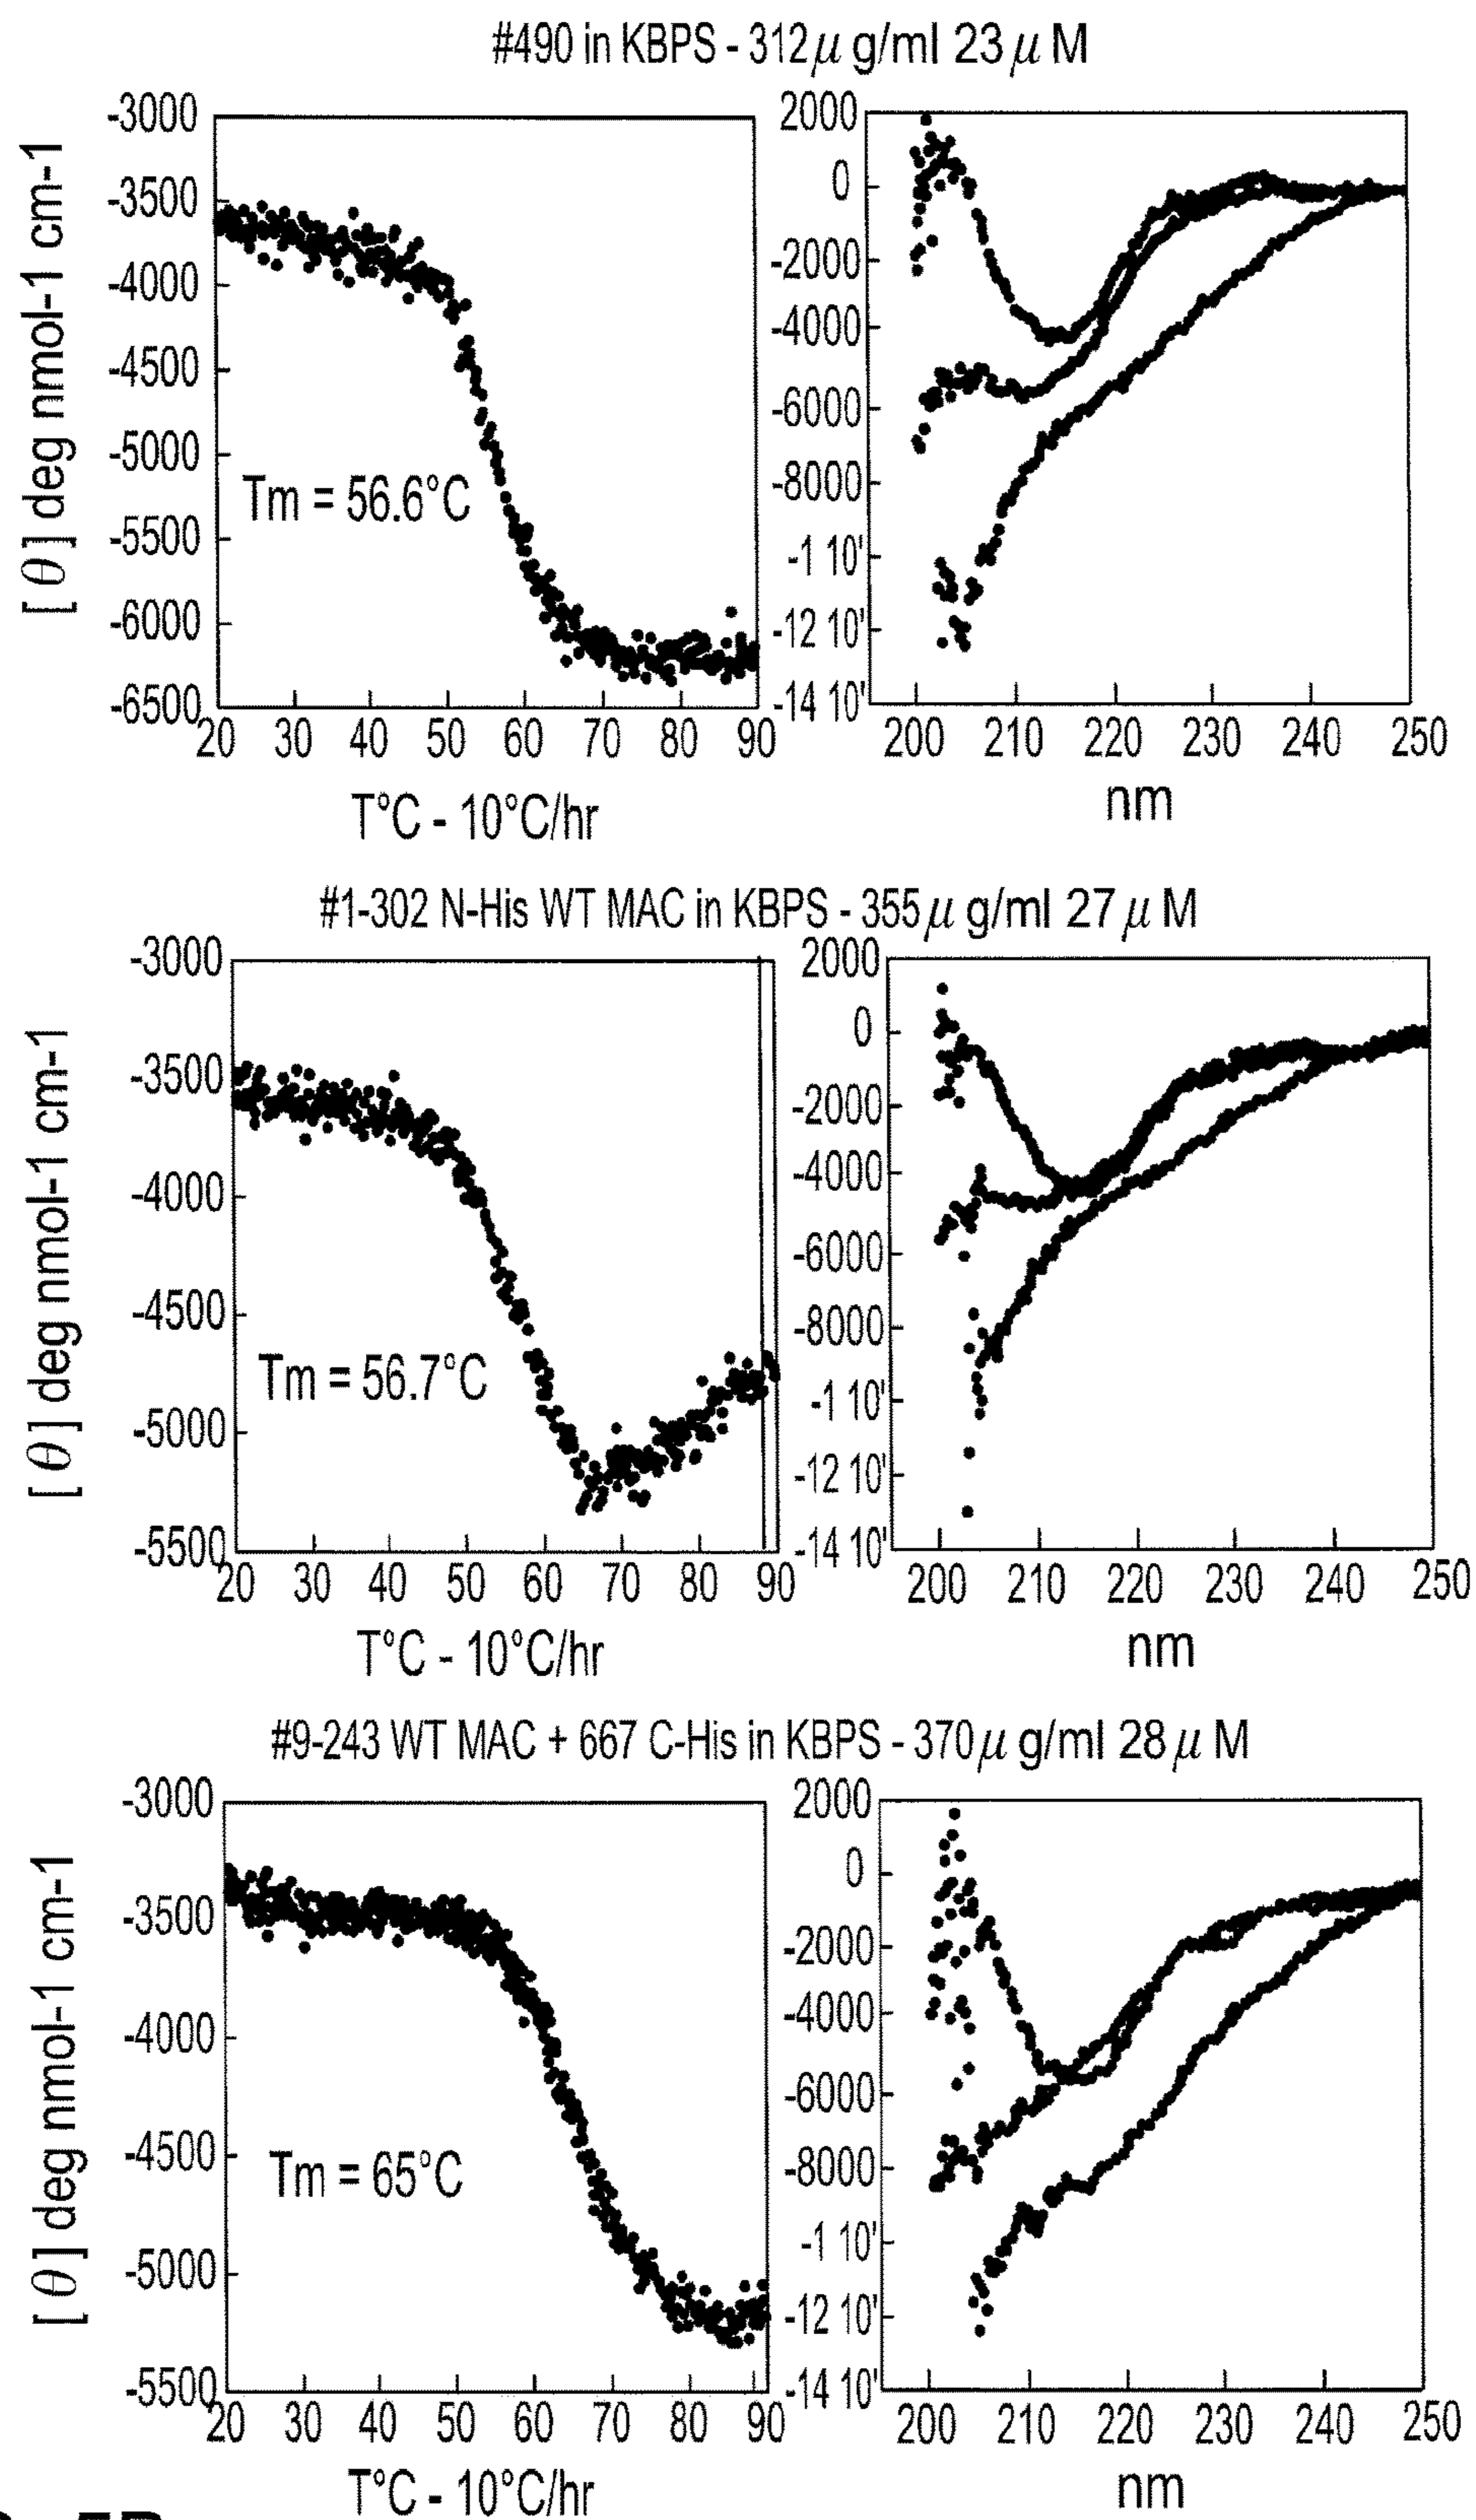 #490 in KBPS - 312μ g/ml 23μ M
[θ] deg nmol-1 cm-1
-3000
-3500
-4000
-4500
-5000
-5500
-6000
-6500
Tm = 56.6°C
20 30 40 50 60 70 80 90
T°C - 10°C/hr
2000
0
-2000
-4000
-6000
-8000
-1 10'
-12 10'
-14 10'
200 210 220 230 240 250
nm
#1-302 N-His WT MAC in KBPS - 355μ g/ml 27μ M
[θ] deg nmol-1 cm-1
-3000
-3500
-4000
-4500
-5000
-5500
Tm = 56.7°C
20 30 40 50 60 70 80 90
T°C - 10°C/hr
2000
0
-2000
-4000
-6000
-8000
-1 10'
-12 10'
-14 10'
200 210 220 230 240 250
nm
#9-243 WT MAC + 667 C-His in KBPS - 370μ g/ml 28μ M
[θ] deg nmol-1 cm-1
-3000
-3500
-4000
-4500
-5000
-5500
Tm = 65°C
20 30 40 50 60 70 80 90
T°C - 10°C/hr
2000
0
-2000
-4000
-6000
-8000
-1 10'
-12 10'
-14 10'
200 210 220 230 240 250
nm